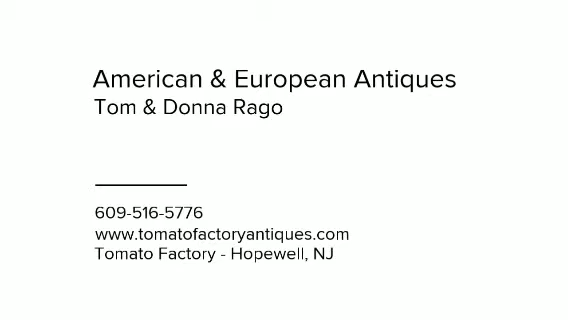 American & European Antiques
Tom & Donna Rago
609-516-5776
www.tomatofactoryantiques.com
Tomato Factory - Hopewell, NJ